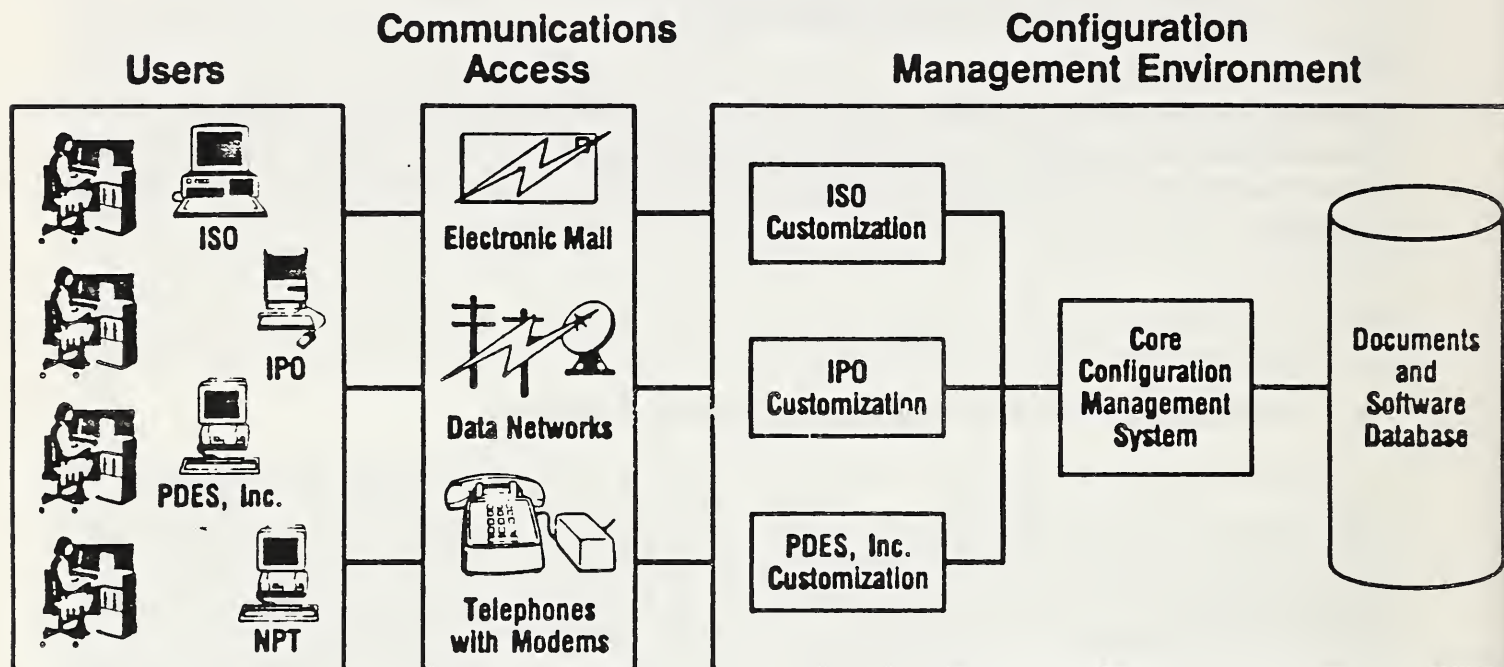 Users
Communications
Access
Configuration
Management Environment
ISO
IPO
PDES, Inc.
NPT
Electronic Mail
Data Networks
Telephones
with Modems
ISO
Customization
IPO
Customization
PDES, Inc.
Customization
Core
Configuration
Management
System
Documents
and
Software
Database